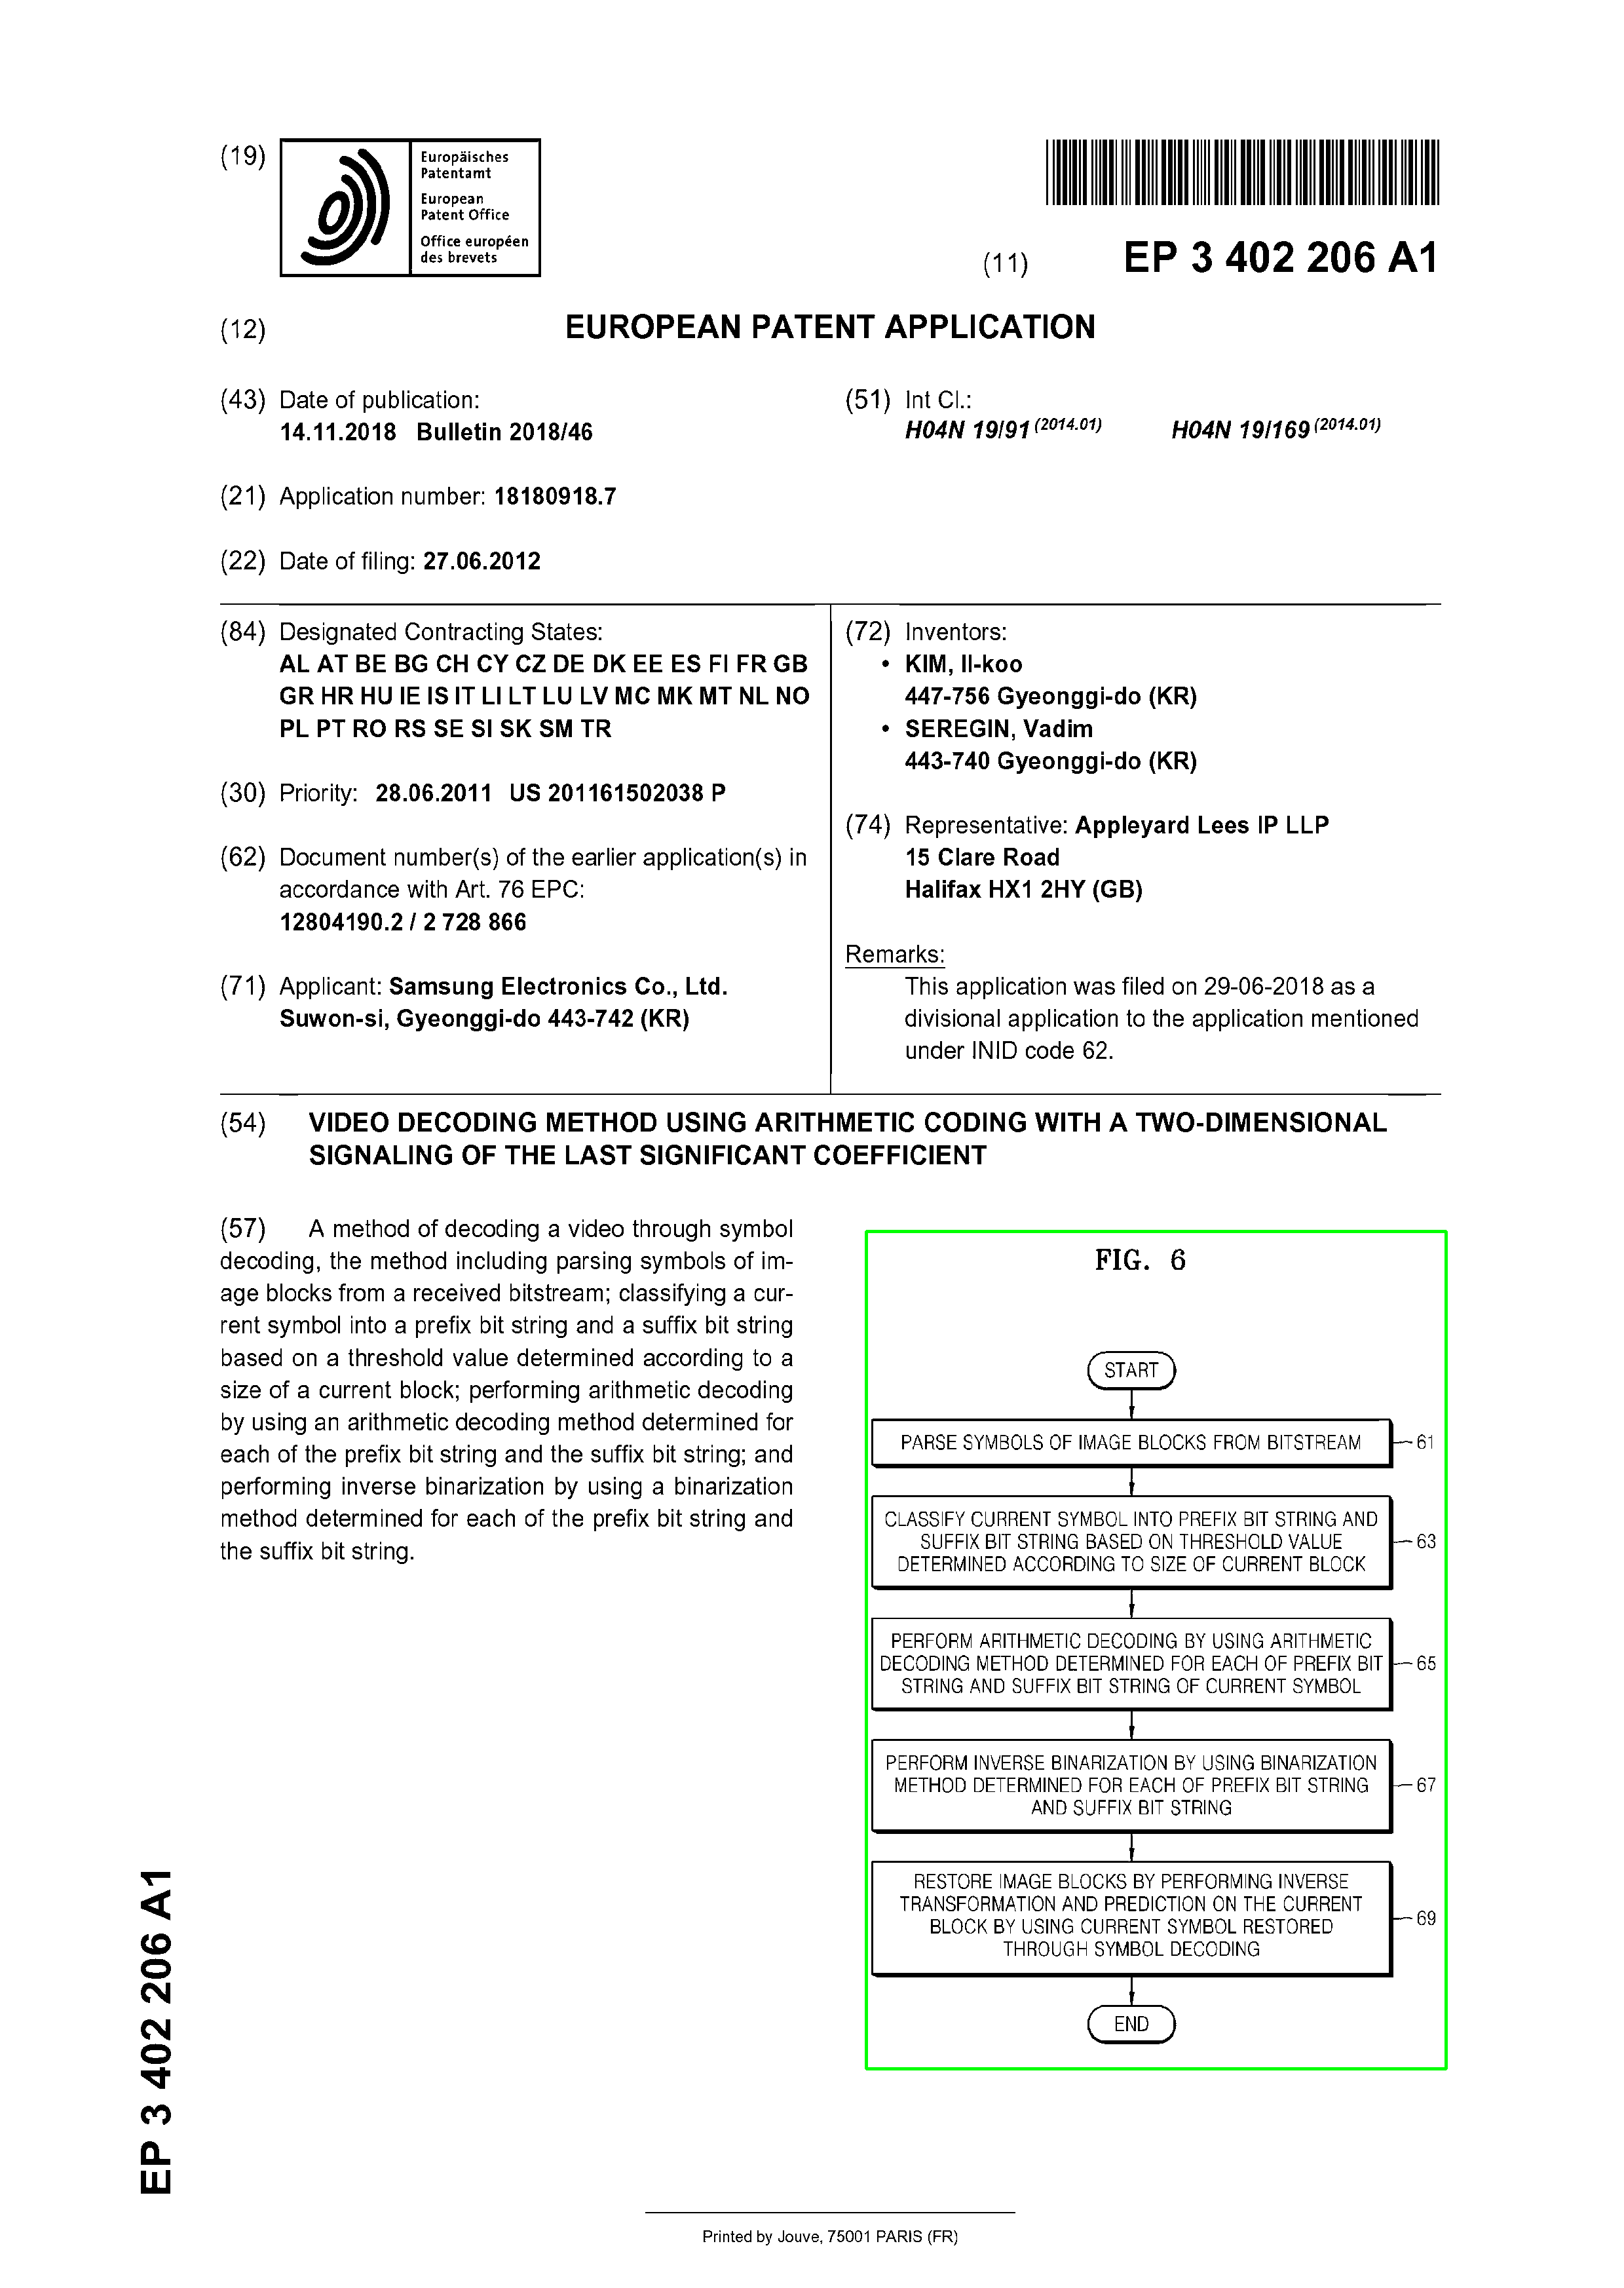 (19)
Europäisches
Patentamt
European
Patent Office
Office européen
des brevets
(11) EP 3 402 206 A1
(12) EUROPEAN PATENT APPLICATION
(43) Date of publication:
14.11.2018 Bulletin 2018/46
(51) Int Cl.:
H04N 19/91 (2014.01) H04N 19/169 (2014.01)
(21) Application number: 18180918.7
(22) Date of filing: 27.06.2012
(84) Designated Contracting States:
AL AT BE BG CH CY CZ DE DK EE ES FI FR GB
GR HR HU IE IS IT LI LT LU LV MC MK MT NL NO
PL PT RO RS SE SI SK SM TR
(30) Priority: 28.06.2011 US 201161502038 P
(62) Document number(s) of the earlier application(s) in
accordance with Art. 76 EPC:
12804190.2 / 2 728 866
(71) Applicant: Samsung Electronics Co., Ltd.
Suwon-si, Gyeonggi-do 443-742 (KR)
(72) Inventors:
• KIM, Il-koo
447-756 Gyeonggi-do (KR)
• SEREGIN, Vadim
443-740 Gyeonggi-do (KR)
(74) Representative: Appleyard Lees IP LLP
15 Clare Road
Halifax HX1 2HY (GB)
Remarks:
This application was filed on 29-06-2018 as a
divisional application to the application mentioned
under INID code 62.
(54) VIDEO DECODING METHOD USING ARITHMETIC CODING WITH A TWO-DIMENSIONAL
SIGNALING OF THE LAST SIGNIFICANT COEFFICIENT
(57) A method of decoding a video through symbol
decoding, the method including parsing symbols of im-
age blocks from a received bitstream; classifying a cur-
rent symbol into a prefix bit string and a suffix bit string
based on a threshold value determined according to a
size of a current block; performing arithmetic decoding
by using an arithmetic decoding method determined for
each of the prefix bit string and the suffix bit string; and
performing inverse binarization by using a binarization
method determined for each of the prefix bit string and
the suffix bit string.
FIG. 6
START
PARSE SYMBOLS OF IMAGE BLOCKS FROM BITSTREAM
61
CLASSIFY CURRENT SYMBOL INTO PREFIX BIT STRING AND
SUFFIX BIT STRING BASED ON THRESHOLD VALUE
DETERMINED ACCORDING TO SIZE OF CURRENT BLOCK
63
PERFORM ARITHMETIC DECODING BY USING ARITHMETIC
DECODING METHOD DETERMINED FOR EACH OF PREFIX BIT
STRING AND SUFFIX BIT STRING OF CURRENT SYMBOL
65
PERFORM INVERSE BINARIZATION BY USING BINARIZATION
METHOD DETERMINED FOR EACH OF PREFIX BIT STRING
AND SUFFIX BIT STRING
67
RESTORE IMAGE BLOCKS BY PERFORMING INVERSE
TRANSFORMATION AND PREDICTION ON THE CURRENT
BLOCK BY USING CURRENT SYMBOL RESTORED
THROUGH SYMBOL DECODING
69
END
EP 3 402 206 A1
Printed by Jouve, 75001 PARIS (FR)